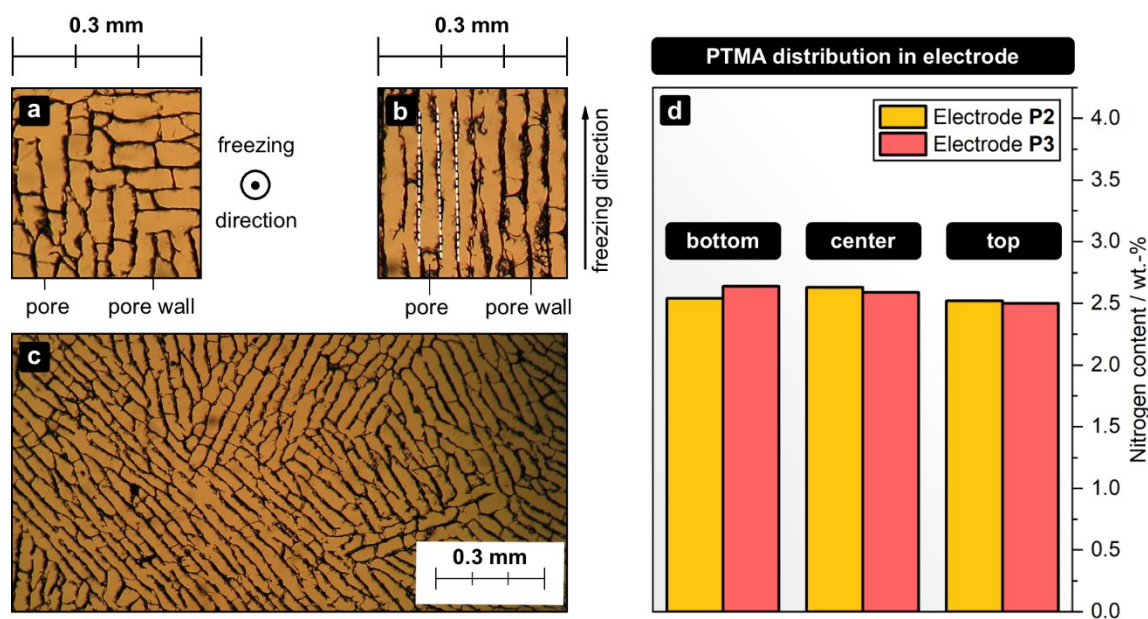 0.3 mm
a
freezing
direction
pore
pore wall
0.3 mm
b
freezing direction
pore
pore wall
c
0.3 mm
PTMA distribution in electrode
d
Electrode P2
Electrode P3
bottom
center
top
4.0
3.5
3.0
2.5
2.0
1.5
1.0
0.5
0.0
Nitrogen content / wt.-%